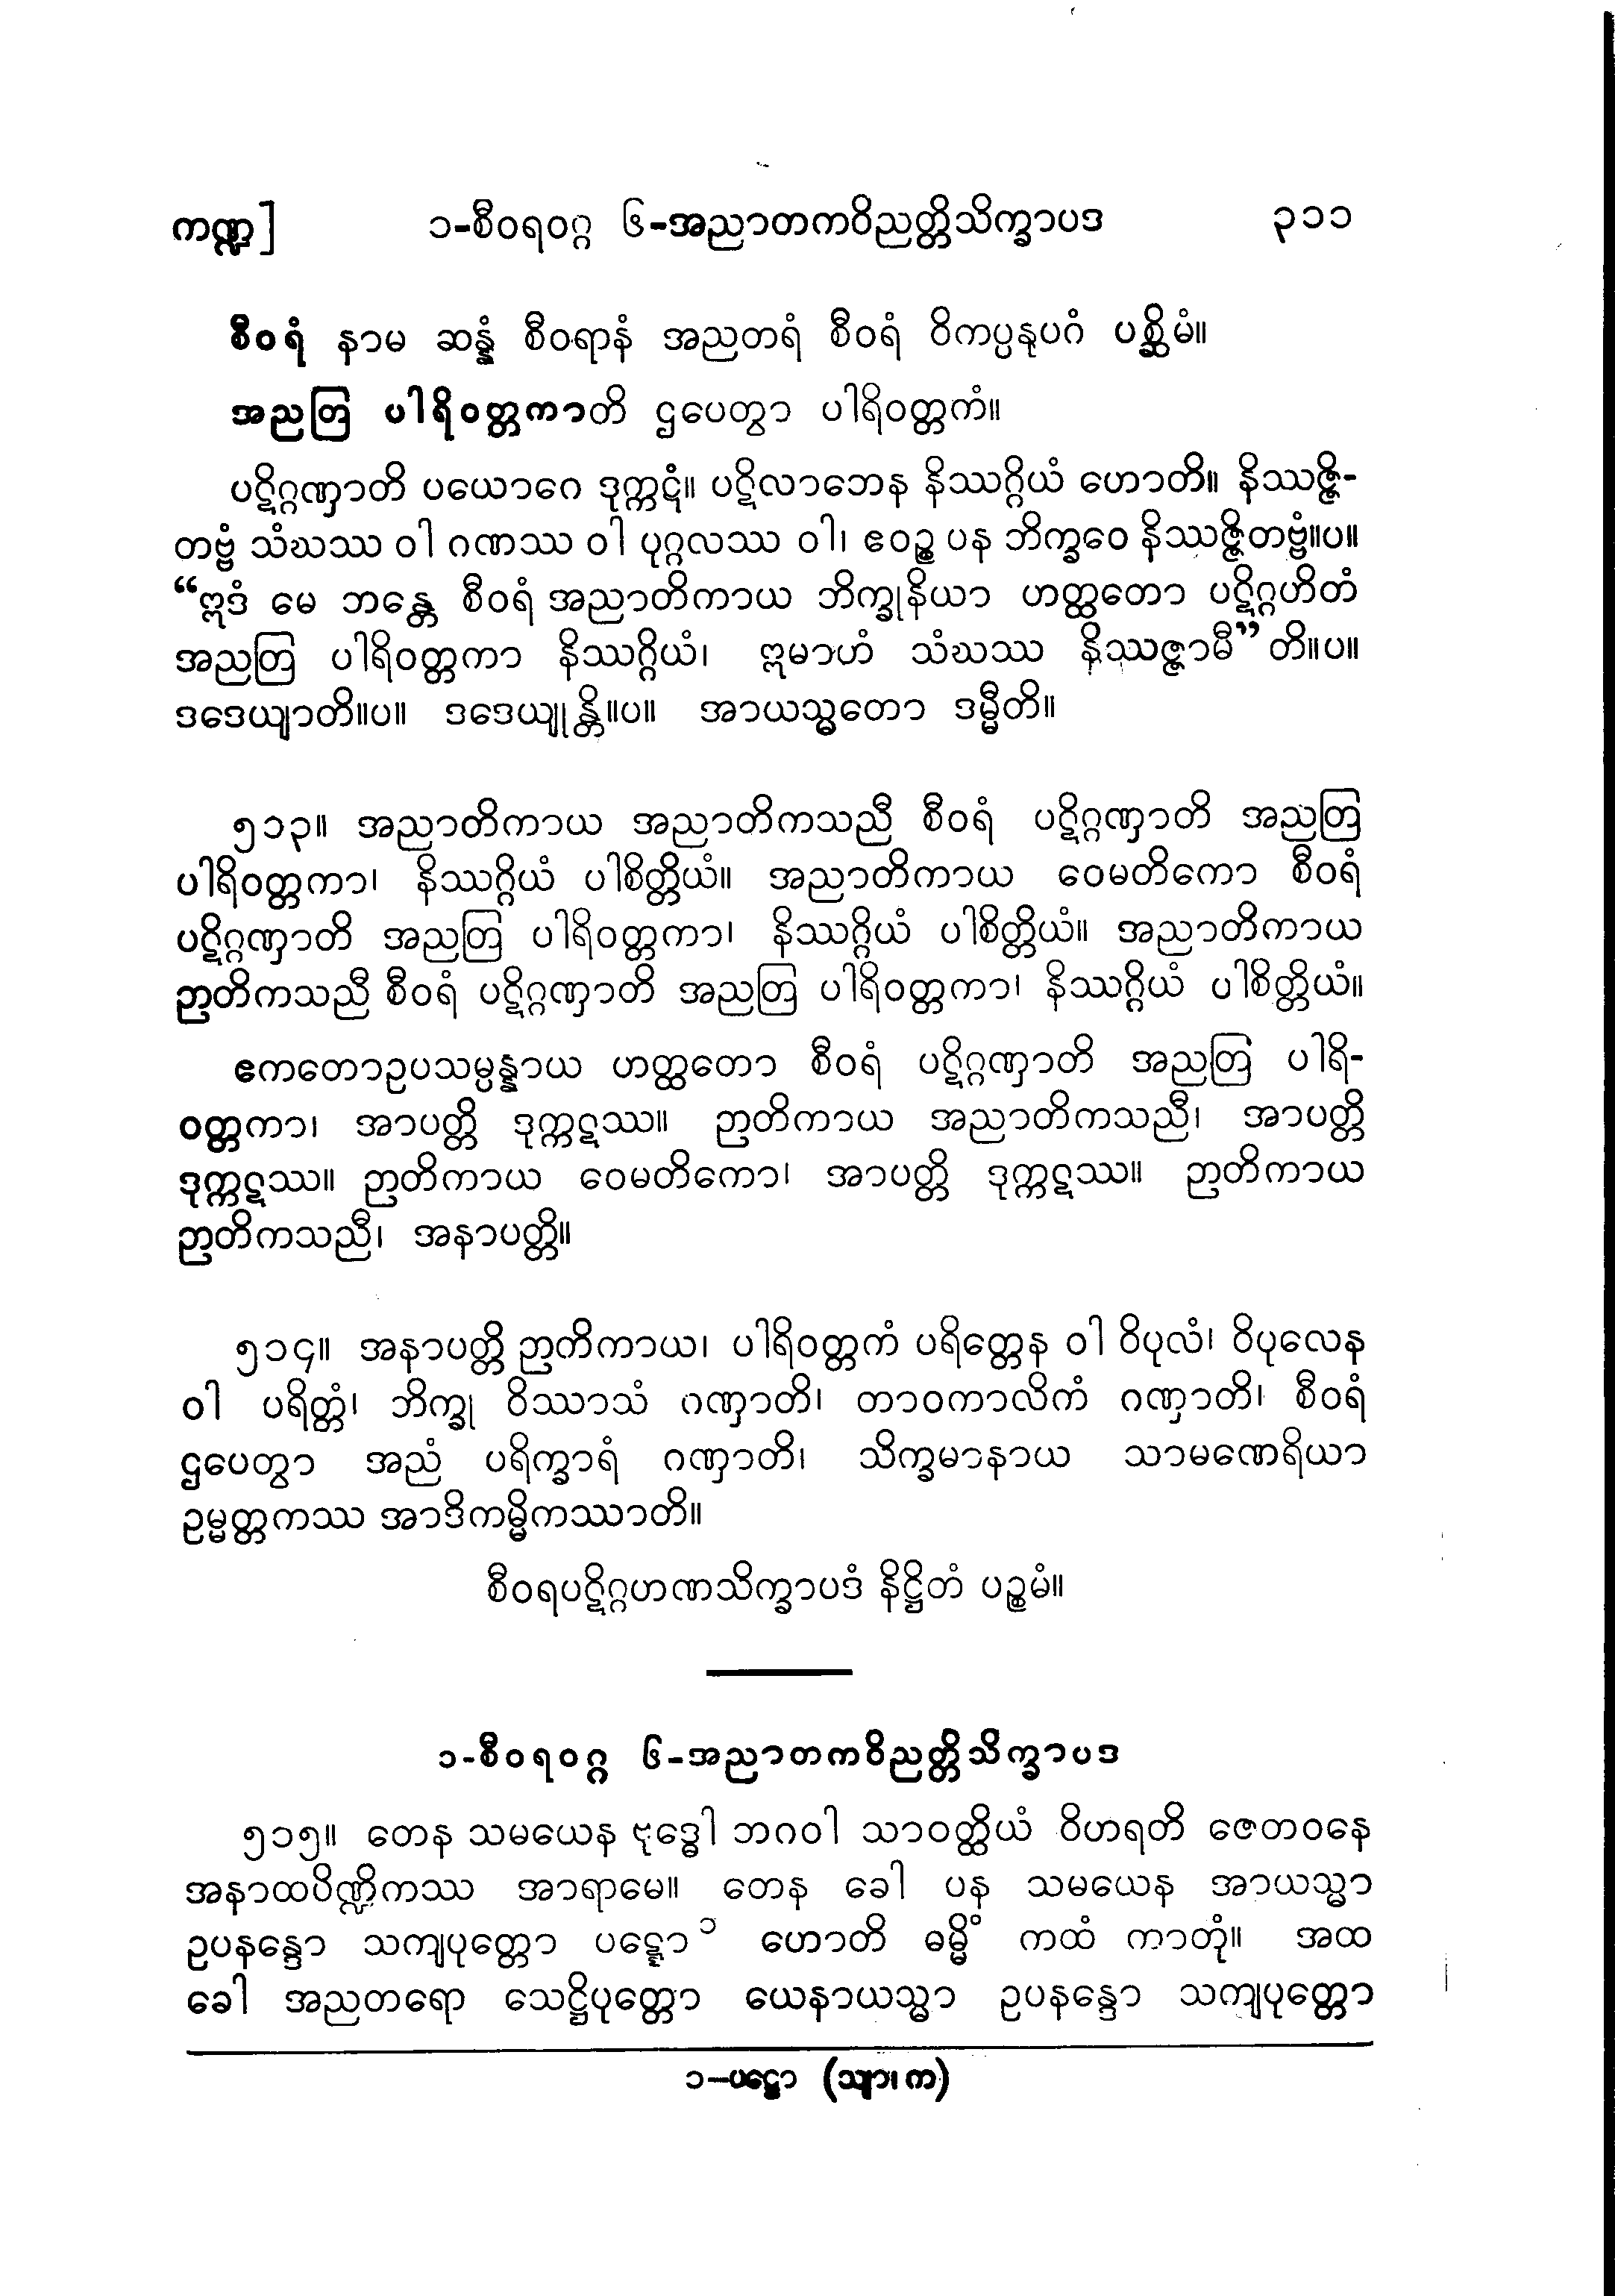 ကဏ္ဍ] ၁-စီဝရဝဂ္ဂ ၆-အညာတကဝိညတ္တိသိက္ခာပဒ ၃၁၁
စီဝရံ နာမ ဆန္နံ စီဝရာနံ အညတရံ စီဝရံ ဝိကပ္ပနုပဂံ ပစ္ဆိမံ။
အညတြ ပါရိဝတ္တကာတိ ဌပေတွာ ပါရိဝတ္တကံ။
ပဋိဂ္ဂဏှာတိ ပယောဂေ ဒုက္ကဋံ။ ပဋိလာဘေန နိဿဂ္ဂိယံ ဟောတိ။ နိဿဇ္ဇိ-
တဗ္ဗံ သံဃဿ ဝါ ဂဏဿ ဝါ ပုဂ္ဂလဿ ဝါ၊ ဧဝဉ္စ ပန ဘိက္ခဝေ နိဿဇ္ဇိတဗ္ဗံ။ပ။
“ဣဒံ မေ ဘန္တေ စီဝရံ အညာတိကာယ ဘိက္ခုနိယာ ဟတ္ထတော ပဋိဂ္ဂဟိတံ
အညတြ ပါရိဝတ္တကာ နိဿဂ္ဂိယံ၊ ဣမာဟံ သံဃဿ နိဿဇ္ဇာမီ”တိ။ပ။
ဒဒေယျာတိ။ပ။ ဒဒေယျုန္တိ။ပ။ အာယသ္မတော ဒမ္မီတိ။
၅၁၃။ အညာတိကာယ အညာတိကသညီ စီဝရံ ပဋိဂ္ဂဏှာတိ အညတြ
ပါရိဝတ္တကာ၊ နိဿဂ္ဂိယံ ပါစိတ္တိယံ။ အညာတိကာယ ဝေမတိကော စီဝရံ
ပဋိဂ္ဂဏှာတိ အညတြ ပါရိဝတ္တကာ၊ နိဿဂ္ဂိယံ ပါစိတ္တိယံ။ အညာတိကာယ
ဉာတိကသညီ စီဝရံ ပဋိဂ္ဂဏှာတိ အညတြ ပါရိဝတ္တကာ၊ နိဿဂ္ဂိယံ ပါစိတ္တိယံ။
ဧကတောဥပသမ္ပန္နာယ ဟတ္ထတော စီဝရံ ပဋိဂ္ဂဏှာတိ အညတြ ပါရိ-
ဝတ္တကာ၊ အာပတ္တိ ဒုက္ကဋဿ။ ဉာတိကာယ အညာတိကသညီ၊ အာပတ္တိ
ဒုက္ကဋဿ။ ဉာတိကာယ ဝေမတိကော၊ အာပတ္တိ ဒုက္ကဋဿ။ ဉာတိကာယ
ဉာတိကသညီ၊ အနာပတ္တိ။
၅၁၄။ အနာပတ္တိ ဉာတိကာယ၊ ပါရိဝတ္တကံ ပရိတ္တေန ဝါ ဝိပုလံ၊ ဝိပုလေန
ဝါ ပရိတ္တံ၊ ဘိက္ခု ဝိဿာသံ ဂဏှာတိ၊ တာဝကာလိကံ ဂဏှာတိ၊ စီဝရံ
ဌပေတွာ အညံ ပရိက္ခာရံ ဂဏှာတိ၊ သိက္ခမာနာယ သာမဏေရိယာ
ဥမ္မတ္တကဿ အာဒိကမ္မိကဿာတိ။
စီဝရပဋိဂ္ဂဟဏသိက္ခာပဒံ နိဋ္ဌိတံ ပဉ္စမံ။
၁-စီဝရဝဂ္ဂ ၆-အညာတကဝိညတ္တိသိက္ခာပဒ
၅၁၅။ တေန သမယေန ဗုဒ္ဓေါ ဘဂဝါ သာဝတ္ထိယံ ဝိဟရတိ ဇေတဝနေ
အနာထပိဏ္ဍိကဿ အာရာမေ။ တေန ခေါ ပန သမယေန အာယသ္မာ
ဥပနန္ဒော သကျပုတ္တော ပဋ္ဋော၁ ဟောတိ ဓမ္မိံ ကထံ ကာတုံ။ အထ
ခေါ အညတရော သေဋ္ဌိပုတ္တော ယေနာယသ္မာ ဥပနန္ဒော သကျပုတ္တော
၁—ပဋ္ဌော (သျာ၊ က)